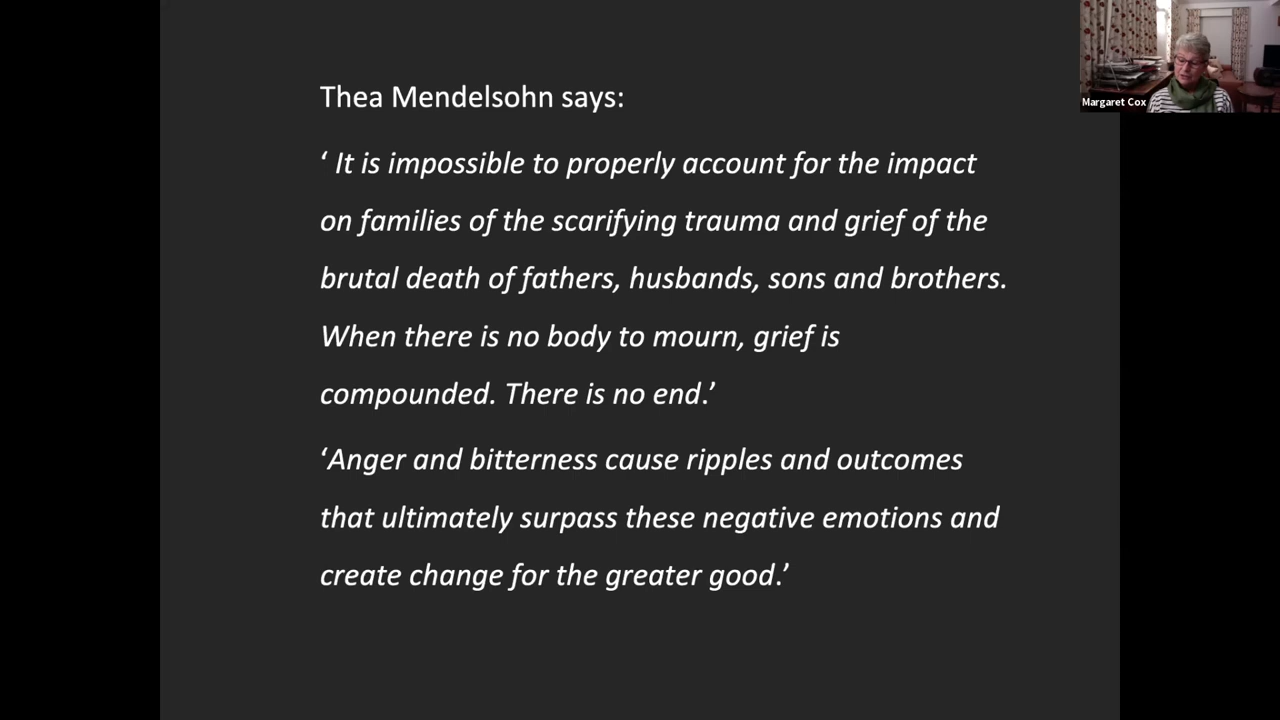 Thea Mendelsohn says:
‘ It is impossible to properly account for the impact
on families of the scarifying trauma and grief of the
brutal death of fathers, husbands, sons and brothers.
When there is no body to mourn, grief is
compounded. There is no end.’
‘Anger and bitterness cause ripples and outcomes
that ultimately surpass these negative emotions and
create change for the greater good.’
Margaret Cox